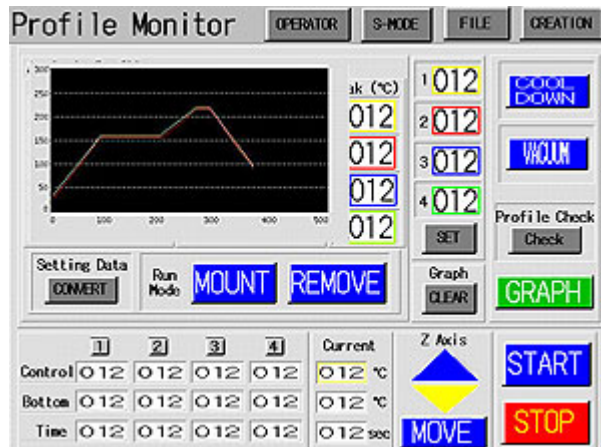 Profile Monitor OPERATOR S-MODE FILE CREATION
300
250
200
150
100
50
0
0 100 200 300 400 500
(℃)
012
012
012
012
1 012
2 012
3 012
4 012
SET
COOL DOWN
VACUUM
Profile Check
Check
Setting Data
CONVERT
Run Mode MOUNT REMOVE
Graph
CLEAR
GRAPH
1 2 3 4 Current
Control 012 012 012 012 012 ℃
Bottom 012 012 012 012 012 ℃
Time 012 012 012 012 012 sec
Z Axis
MOVE
START
STOP